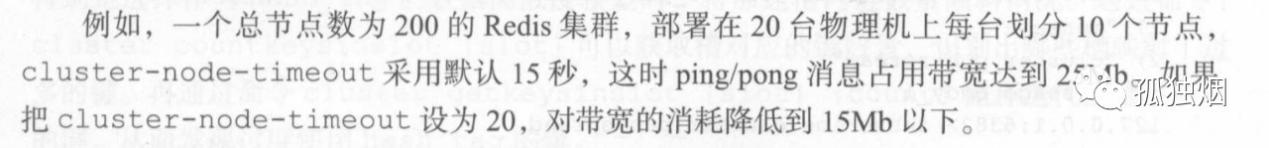 例如，一个总节点数为 200 的 Redis 集群，部署在 20 台物理机上每台划分 10 个节点，
cluster-node-timeout 采用默认 15 秒，这时 ping/pong 消息占用带宽达到 25Mb。如果
把 cluster-node-timeout 设为 20，对带宽的消耗降低到 15Mb 以下。
孤独烟